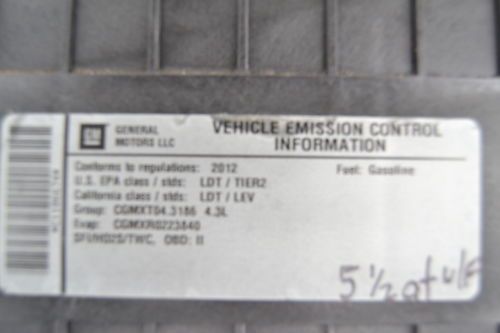 GM
GENERAL MOTORS LLC
VEHICLE EMISSION CONTROL INFORMATION
Conforms to regulations: 2012
Fuel: Gasoline
U.S. EPA class / stds: LDT / TIER2
California class / stds: LDT / LEV
Group: CGMXT04.3186 4.3L
Evap: CGMXR0223840
SFI/HO2S/TWC, OBD: II
5 1/2 qt w/F